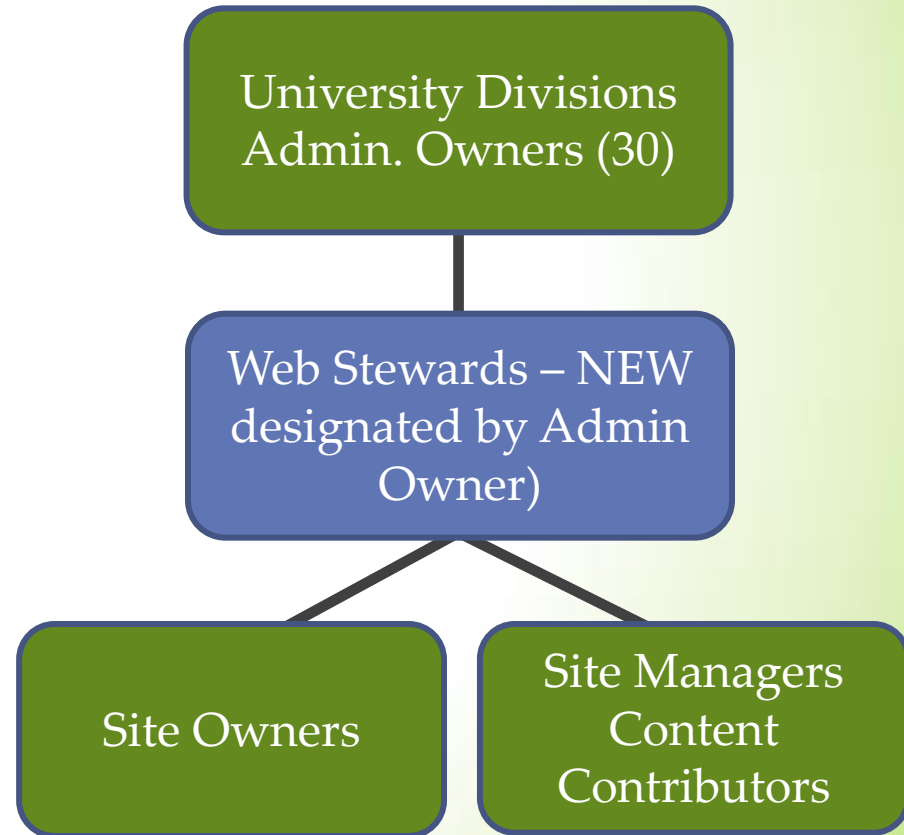 University Divisions
Admin. Owners (30)
Web Stewards – NEW
designated by Admin
Owner)
Site Owners
Site Managers
Content
Contributors